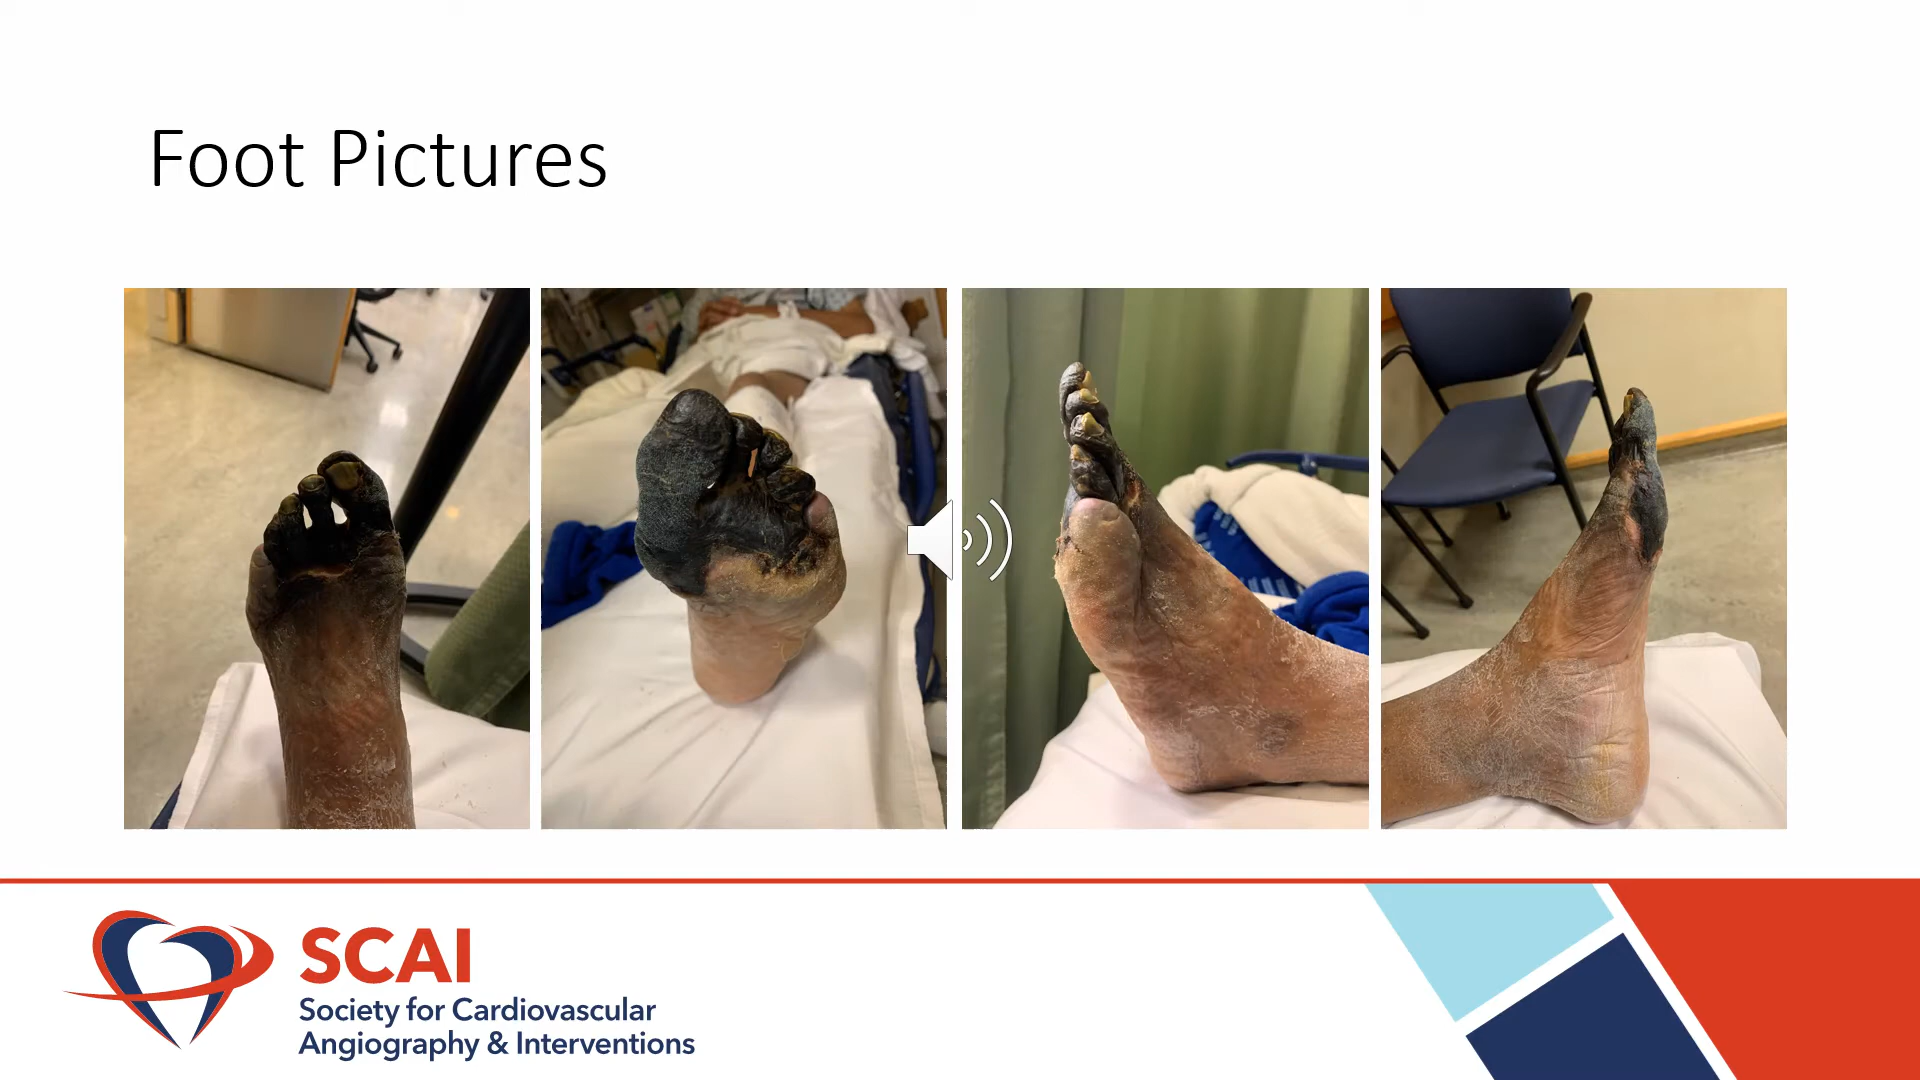 Foot Pictures
SCAI
Society for Cardiovascular
Angiography & Interventions